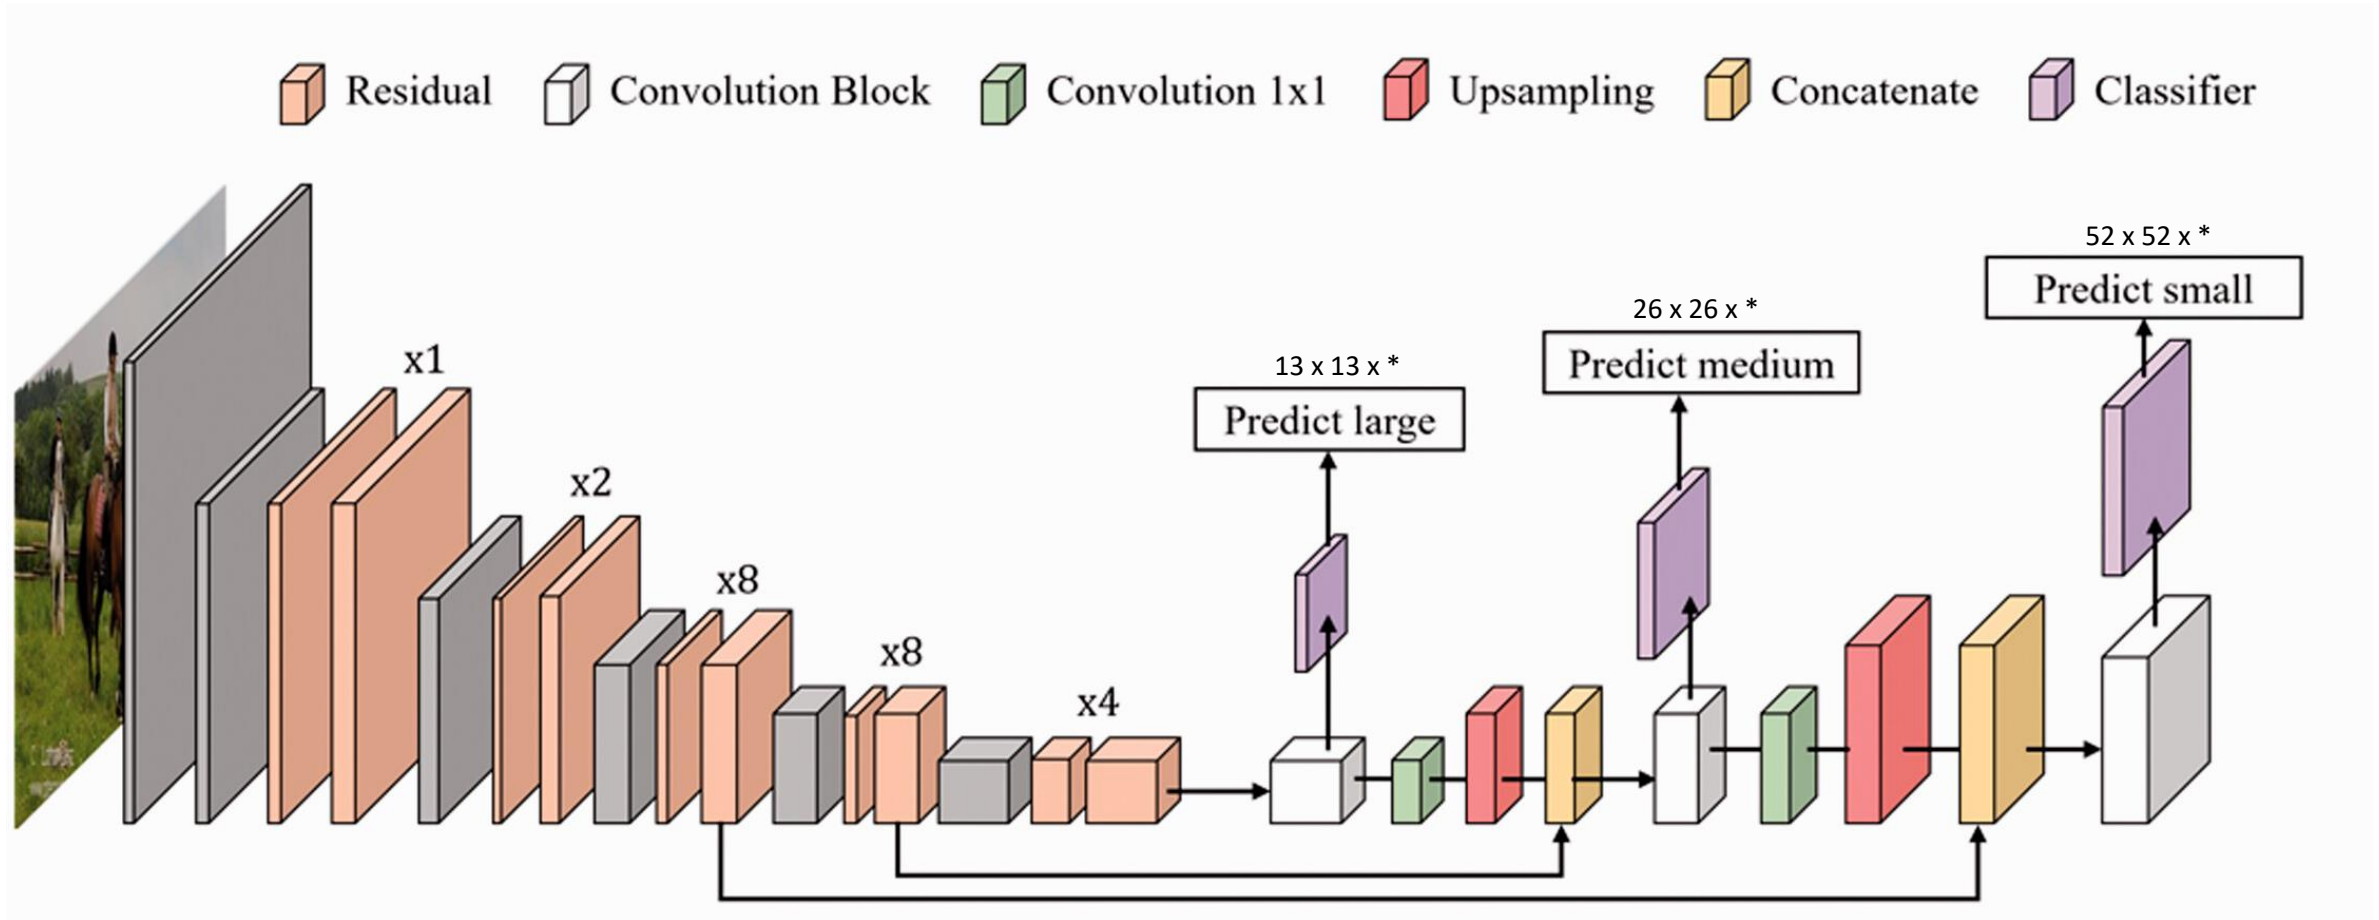 Residual
Convolution Block
Convolution 1x1
Upsampling
Concatenate
Classifier
x1
x2
x8
x8
x4
13 x 13 x *
Predict large
26 x 26 x *
Predict medium
52 x 52 x *
Predict small